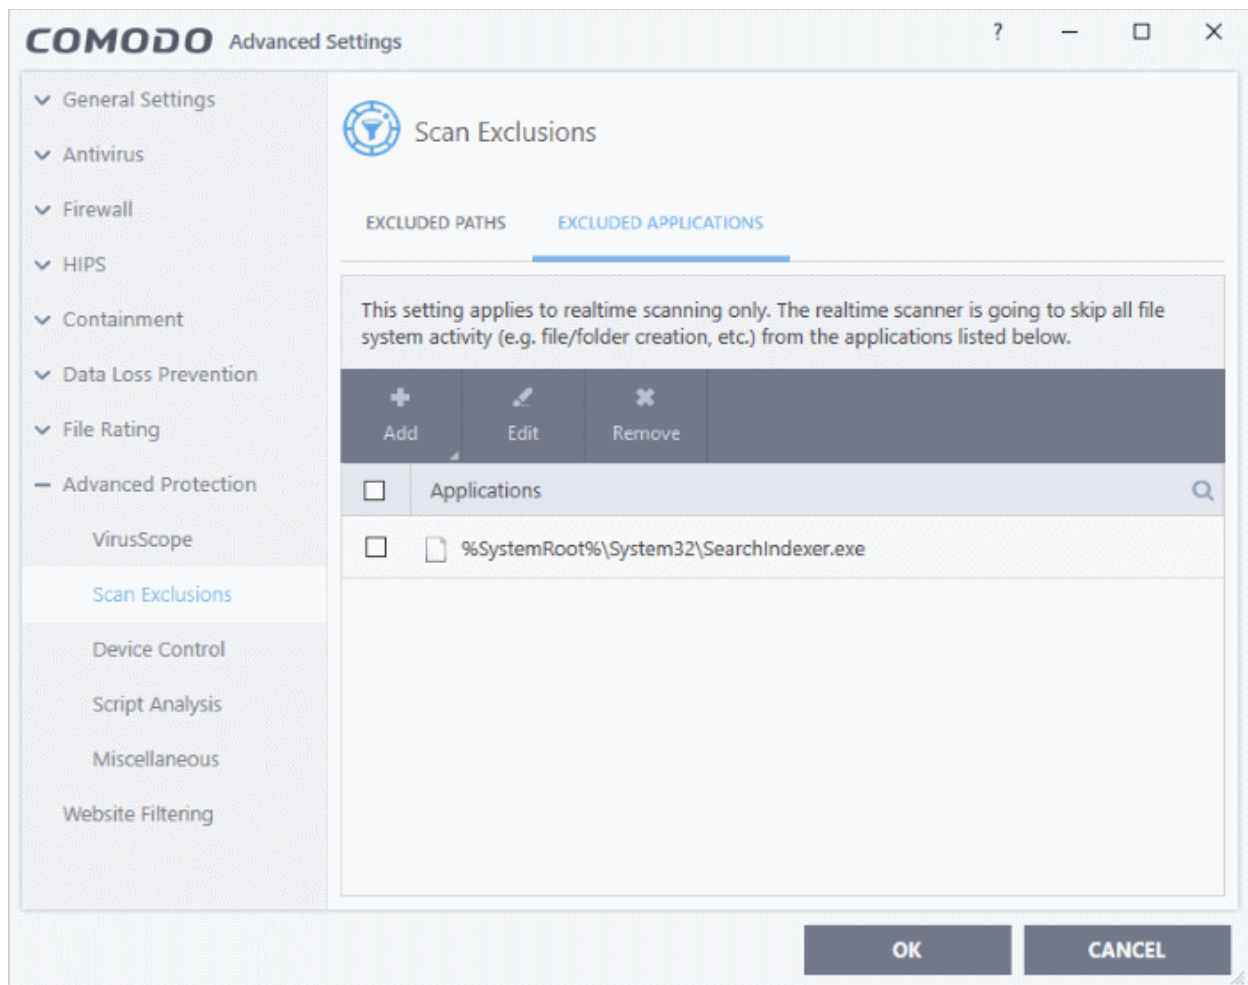 COMODO Advanced Settings ?
General Settings
Antivirus
Firewall
HIPS
Containment
Data Loss Prevention
File Rating
Advanced Protection
VirusScope
Scan Exclusions
Device Control
Script Analysis
Miscellaneous
Website Filtering
Scan Exclusions
EXCLUDED PATHS EXCLUDED APPLICATIONS
This setting applies to realtime scanning only. The realtime scanner is going to skip all file
system activity (e.g. file/folder creation, etc.) from the applications listed below.
Add Edit Remove
Applications
%SystemRoot%\System32\SearchIndexer.exe
OK CANCEL